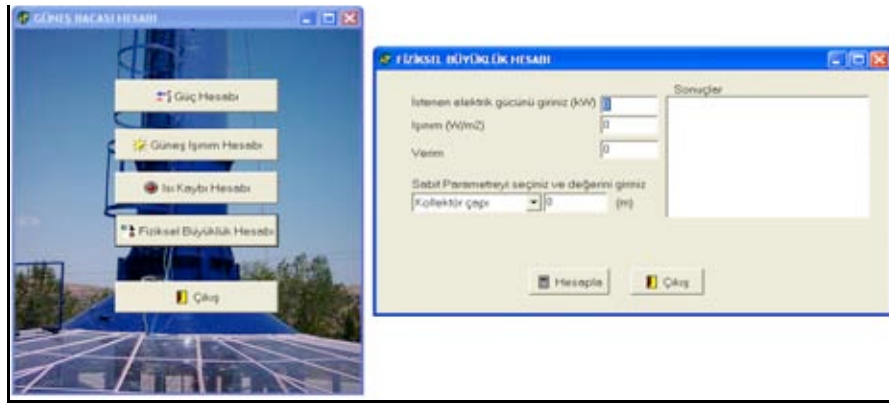 GÜNEŞ BACASI HESABI
Güç Hesabı
Güneş Işınım Hesabı
Isı Kaybı Hesabı
Fiziksel Büyüklük Hesabı
Çıkış
FİZİKSEL BÜYÜKLÜK HESABI
İstenen elektrik gücünü giriniz (kW) 0
Işınım (W/m2) 0
Verim 0
Sabit Parametreyi seçiniz ve değerini giriniz
Kollektör çapı 0 (m)
Sonuçlar
Hesapla Çıkış